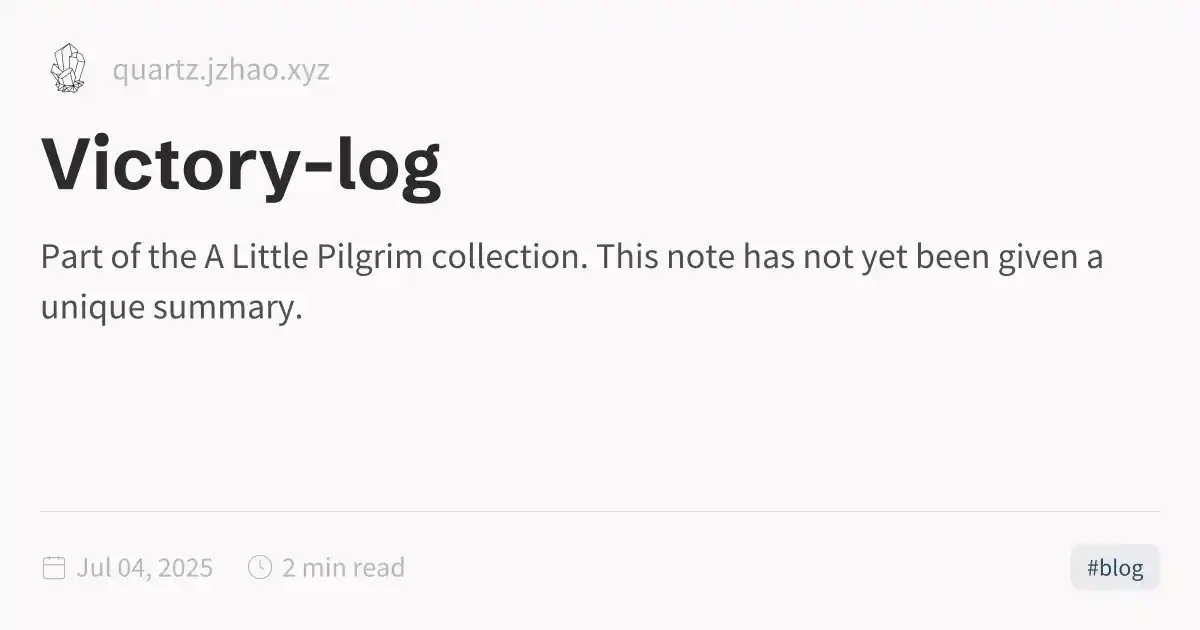 quartz.jzhao.xyz
Victory-log
Part of the A Little Pilgrim collection. This note has not yet been given a
unique summary.
Jul 04, 2025 2 min read #blog